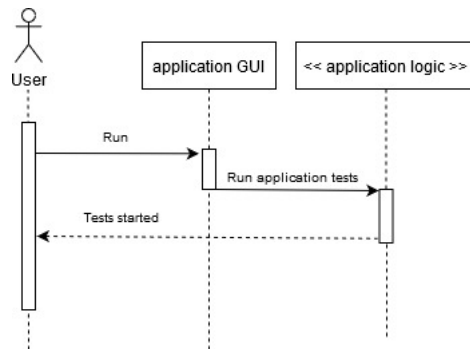 User
application GUI
<< application logic >>
Run
Run application tests
Tests started